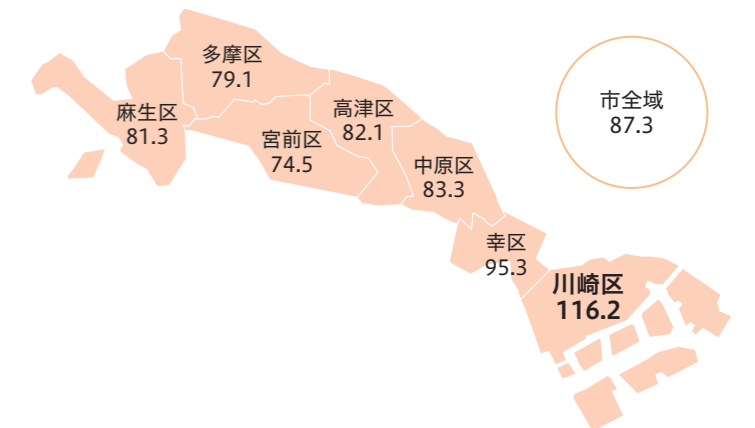 多摩区
79.1
麻生区
81.3
高津区
82.1
宮前区
74.5
中原区
83.3
幸区
95.3
川崎区
116.2
市全域
87.3